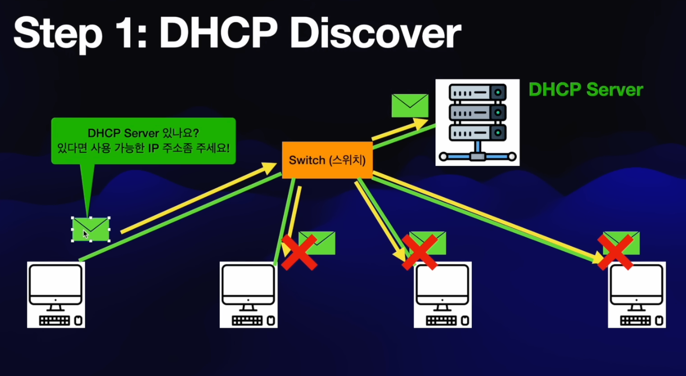 Step 1: DHCP Discover
DHCP Server
DHCP Server 있나요?
있다면 사용 가능한 IP 주소좀 주세요!
Switch (스위치)